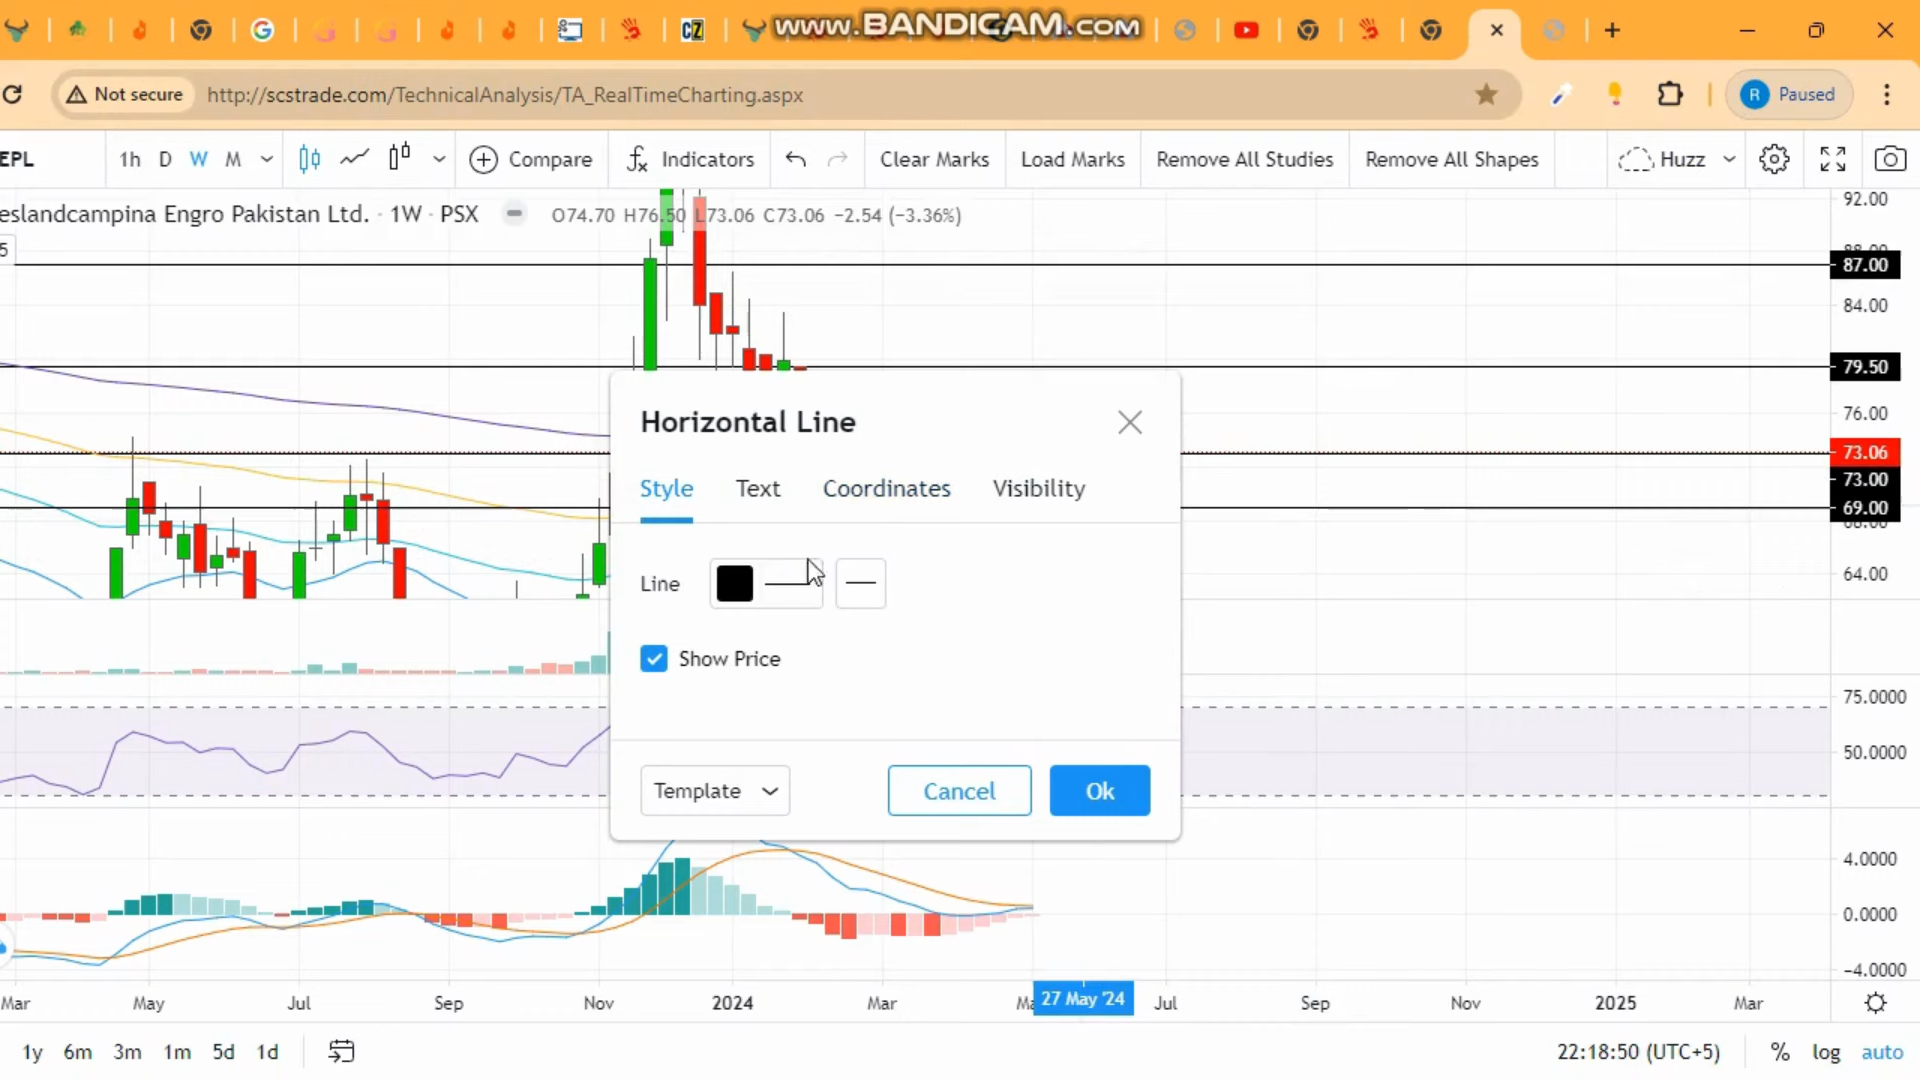 www.BANDICAM.com
Not secure http://scstrade.com/TechnicalAnalysis/TA_RealTimeCharting.aspx R Paused
EPL 1h D W M Compare Indicators Clear Marks Load Marks Remove All Studies Remove All Shapes Huzz
eslandcampina Engro Pakistan Ltd. · 1W · PSX O74.70 H76.50 L73.06 C73.06 −2.54 (−3.36%)
5
92.00
88.00
87.00
84.00
79.50
76.00
73.06
73.00
69.00
68.00
64.00
Horizontal Line
Style Text Coordinates Visibility
Line
Show Price
Template Cancel Ok
75.0000
50.0000
4.0000
0.0000
−4.0000
Mar May Jul Sep Nov 2024 Mar Ma 27 May '24 Jul Sep Nov 2025 Mar
1y 6m 3m 1m 5d 1d 22:18:50 (UTC+5) % log auto